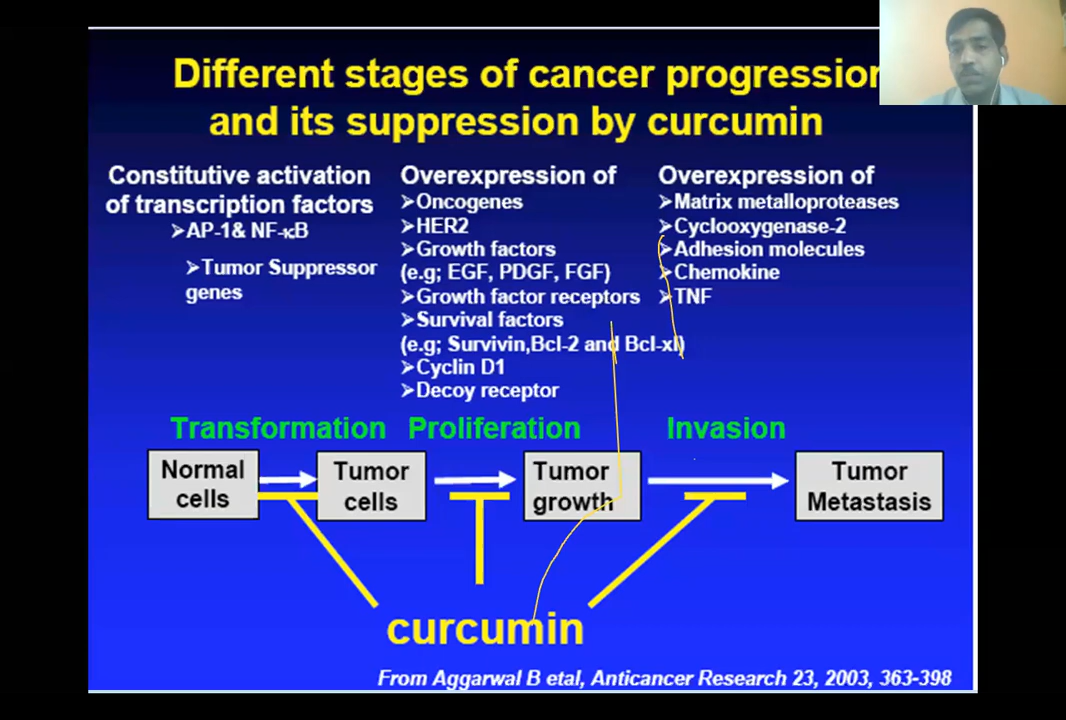 Different stages of cancer progression
and its suppression by curcumin
Constitutive activation
of transcription factors
➢AP-1& NF-κB
➢Tumor Suppressor
genes
Overexpression of
➢Oncogenes
➢HER2
➢Growth factors
(e.g; EGF, PDGF, FGF)
➢Growth factor receptors
➢Survival factors
(e.g; Survivin,Bcl-2 and Bcl-xl)
➢Cyclin D1
➢Decoy receptor
Overexpression of
➢Matrix metalloproteases
➢Cyclooxygenase-2
➢Adhesion molecules
➢Chemokine
➢TNF
Transformation
Proliferation
Invasion
Normal
cells
Tumor
cells
Tumor
growth
Tumor
Metastasis
curcumin
From Aggarwal B etal, Anticancer Research 23, 2003, 363-398